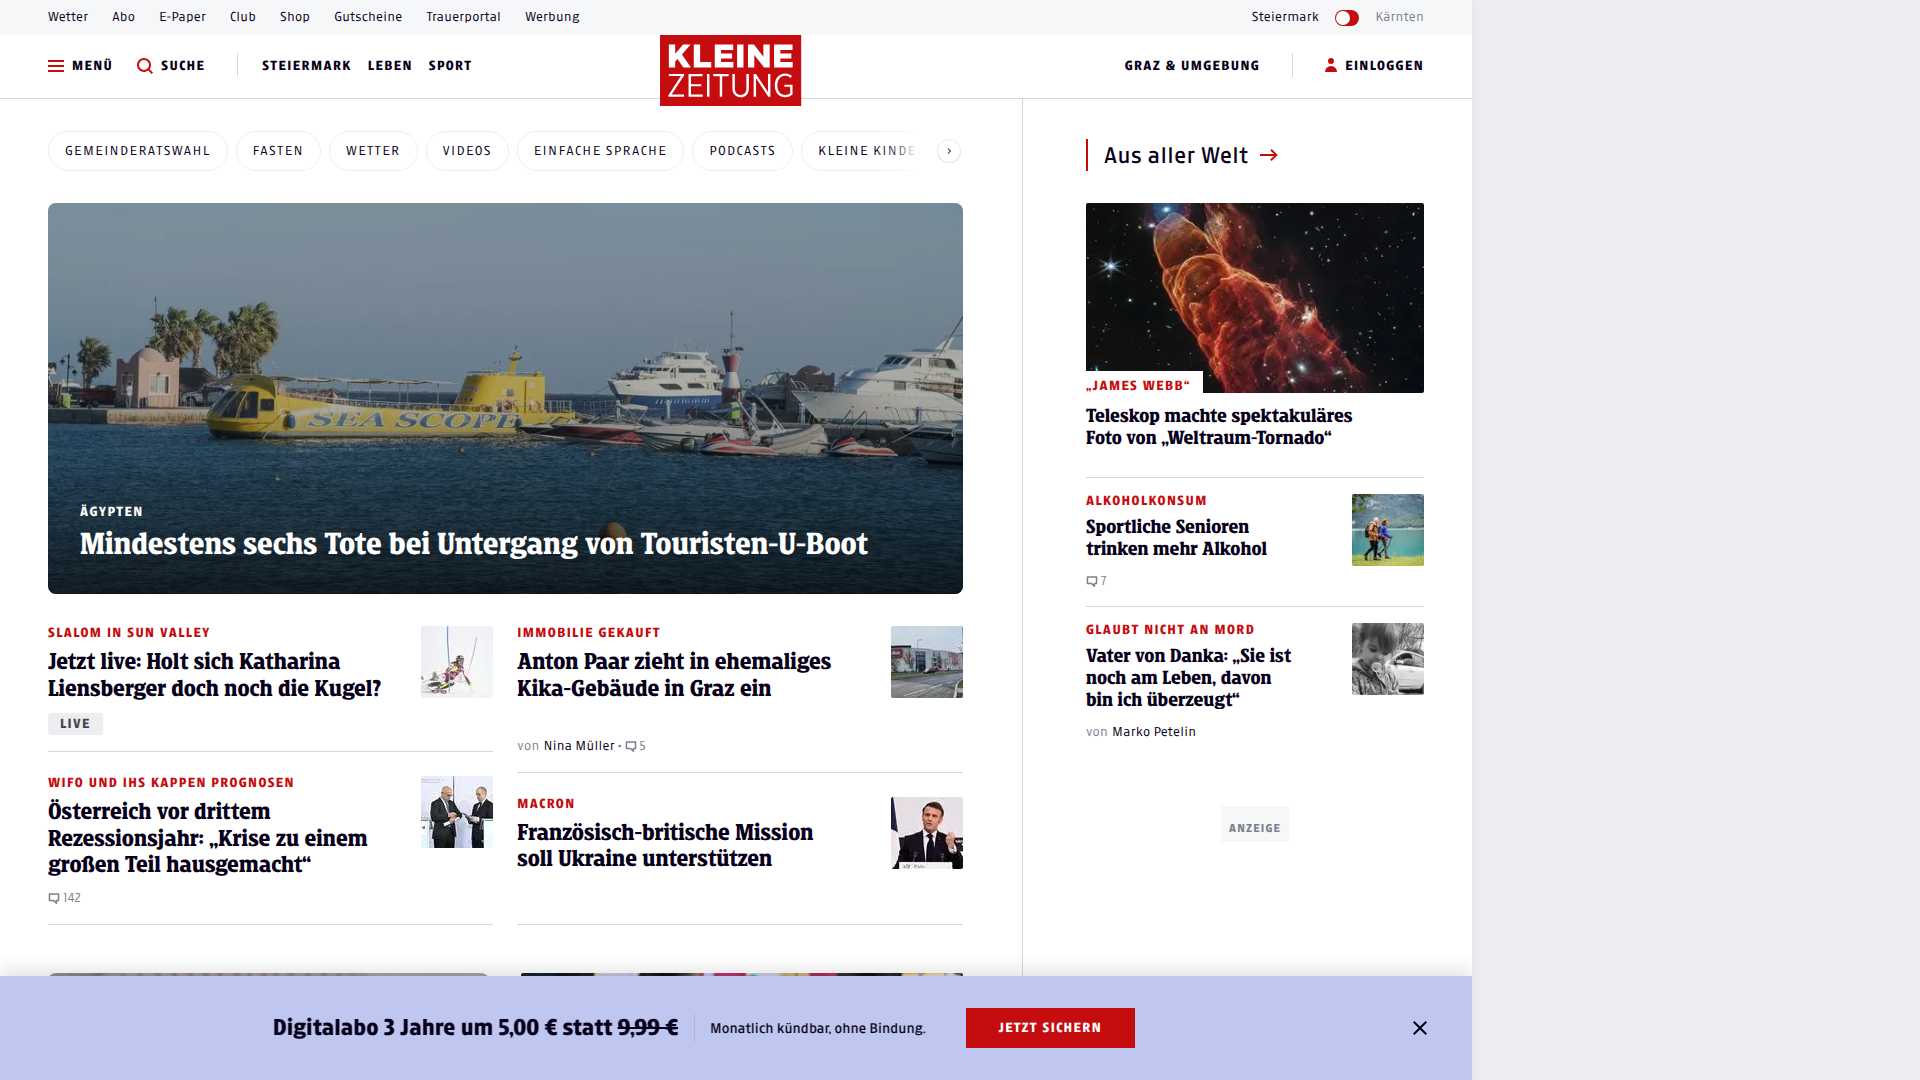 Wetter Abo E-Paper Club Shop Gutscheine Trauerportal Werbung Steiermark Kärnten
MENÜ SUCHE STEIERMARK LEBEN SPORT KLEINE ZEITUNG GRAZ & UMGEBUNG EINLOGGEN
GEMEINDERATSWAHL FASTEN WETTER VIDEOS EINFACHE SPRACHE PODCASTS KLEINE KINDE
SEA SCOPE
ÄGYPTEN
Mindestens sechs Tote bei Untergang von Touristen-U-Boot
SLALOM IN SUN VALLEY
Jetzt live: Holt sich Katharina
Liensberger doch noch die Kugel?
LIVE
IMMOBILIE GEKAUFT
Anton Paar zieht in ehemaliges
Kika-Gebäude in Graz ein
von Nina Müller • 5
WIFO UND IHS KAPPEN PROGNOSEN
Österreich vor drittem
Rezessionsjahr: „Krise zu einem
großen Teil hausgemacht“
142
MACRON
Französisch-britische Mission
soll Ukraine unterstützen
Aus aller Welt
„JAMES WEBB“
Teleskop machte spektakuläres
Foto von „Weltraum-Tornado“
ALKOHOLKONSUM
Sportliche Senioren
trinken mehr Alkohol
7
GLAUBT NICHT AN MORD
Vater von Danka: „Sie ist
noch am Leben, davon
bin ich überzeugt“
von Marko Petelin
ANZEIGE
Digitalabo 3 Jahre um 5,00 € statt 9,99 € Monatlich kündbar, ohne Bindung. JETZT SICHERN